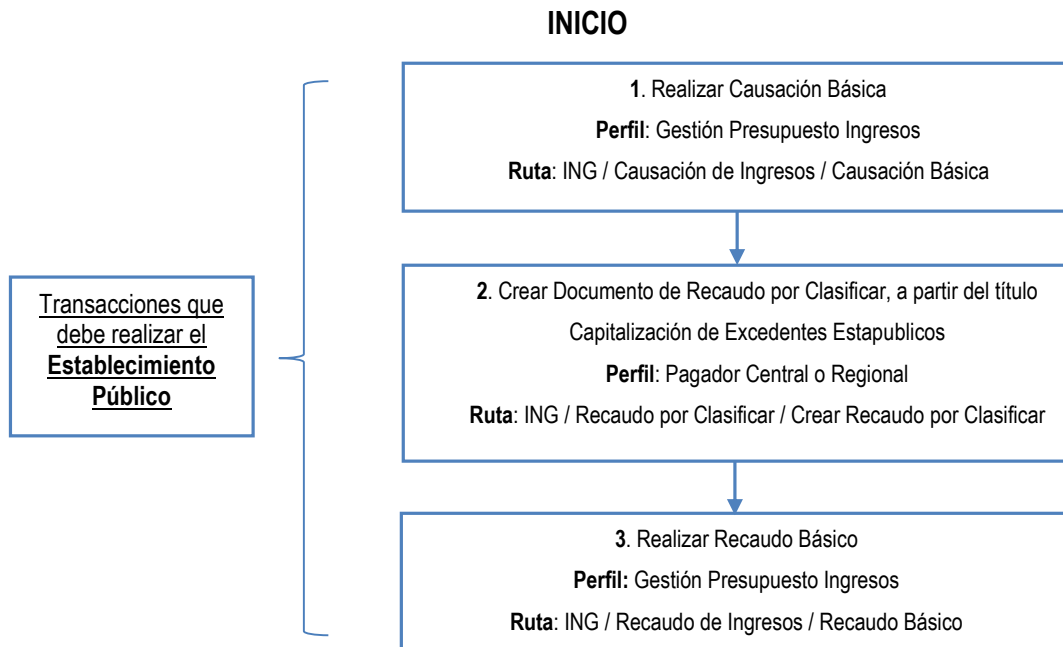 INICIO
1. Realizar Causación Básica
Perfil: Gestión Presupuesto Ingresos
Ruta: ING / Causación de Ingresos / Causación Básica
Transacciones que
debe realizar el
Establecimiento
Público
2. Crear Documento de Recaudo por Clasificar, a partir del título
Capitalización de Excedentes Estapublicos
Perfil: Pagador Central o Regional
Ruta: ING / Recaudo por Clasificar / Crear Recaudo por Clasificar
3. Realizar Recaudo Básico
Perfil: Gestión Presupuesto Ingresos
Ruta: ING / Recaudo de Ingresos / Recaudo Básico